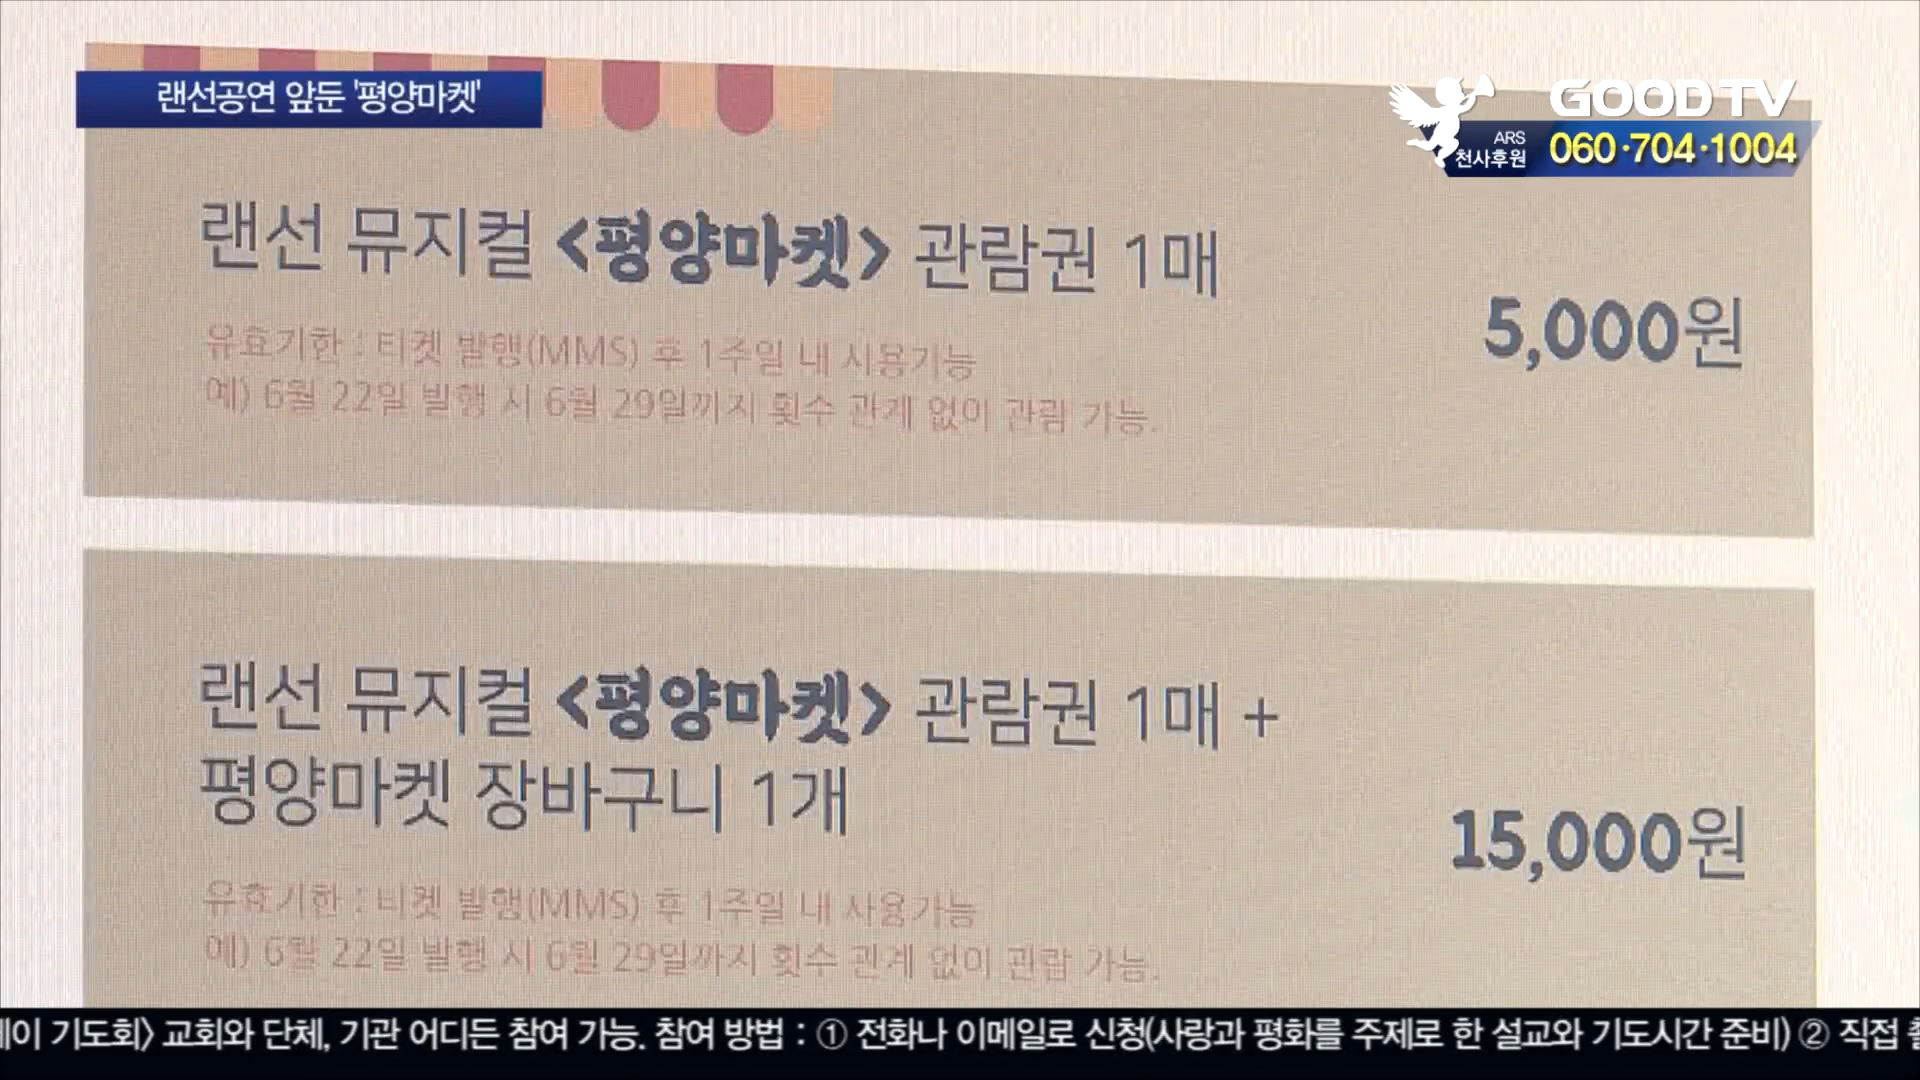 랜선공연 앞둔 '평양마켓'
GOODTV
ARS
천사후원
060·704·1004
랜선 뮤지컬 <평양마켓> 관람권 1매
5,000원
유효기한 : 티켓 발행(MMS) 후 1주일 내 사용가능
예) 6월 22일 발행 시 6월 29일까지 횟수 관계 없이 관람 가능.
랜선 뮤지컬 <평양마켓> 관람권 1매 +
평양마켓 장바구니 1개
15,000원
유효기한 : 티켓 발행(MMS) 후 1주일 내 사용가능
예) 6월 22일 발행 시 6월 29일까지 횟수 관계 없이 관람 가능.
기도회> 교회와 단체, 기관 어디든 참여 가능. 참여 방법 : ① 전화나 이메일로 신청(사랑과 평화를 주제로 한 설교와 기도시간 준비) ② 직접